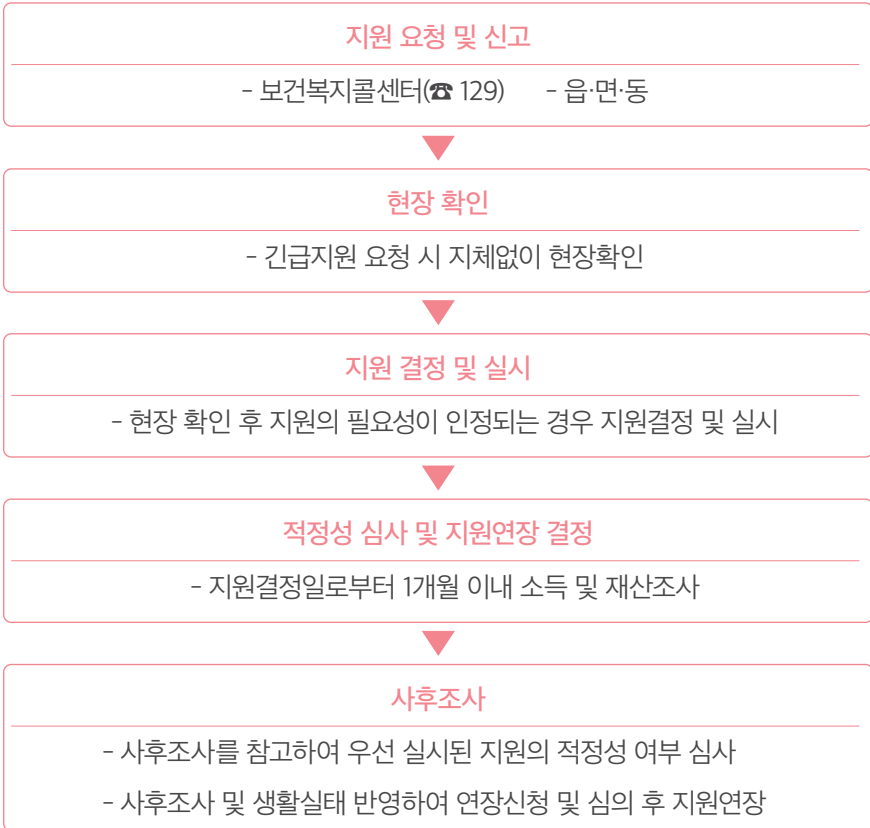 지원 요청 및 신고
- 보건복지콜센터(☎ 129) - 읍·면·동
현장 확인
- 긴급지원 요청 시 지체없이 현장확인
지원 결정 및 실시
- 현장 확인 후 지원의 필요성이 인정되는 경우 지원결정 및 실시
적정성 심사 및 지원연장 결정
- 지원결정일로부터 1개월 이내 소득 및 재산조사
사후조사
- 사후조사를 참고하여 우선 실시된 지원의 적정성 여부 심사
- 사후조사 및 생활실태 반영하여 연장신청 및 심의 후 지원연장